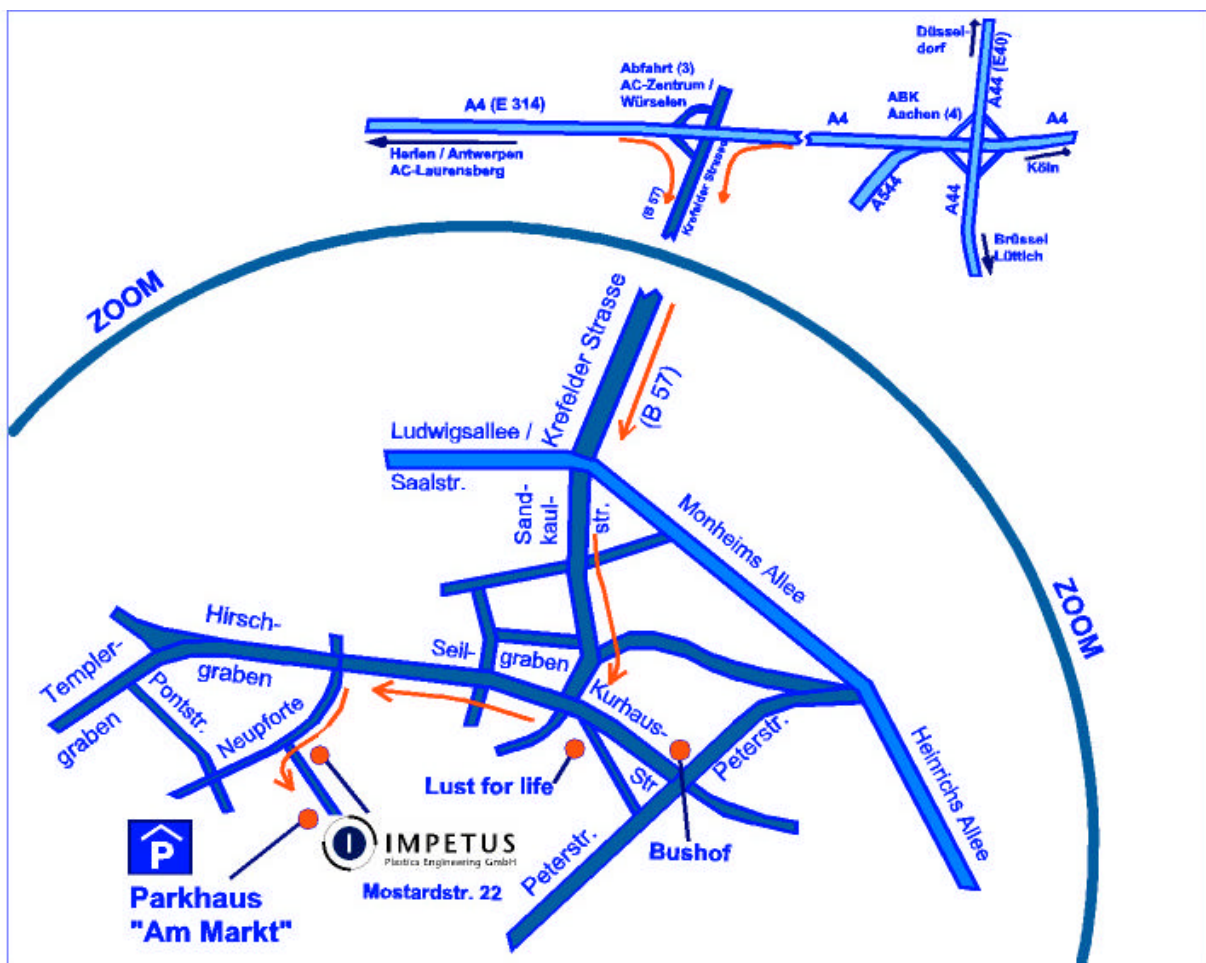 Düssel-
dorf
A44 (E40)
Abfahrt (3)
AC-Zentrum /
Würselen
A4 (E 314)
A4
ABK
Aachen (4)
A4
Herlen / Antwerpen
AC-Laurensberg
(B 57)
Krefelder Strasse
A544
A44
Köln
Brüssel
Lüttich
ZOOM
Krefelder Strasse
(B 57)
Ludwigsallee /
Saalstr.
Sand-
kaul-
str.
Monheims Allee
ZOOM
Hirsch-
graben
Templer-
graben
Pontstr.
Neupforte
Seil-
graben
Kurhaus-
Str
Peterstr.
Heinrichs Allee
Lust for life
Peterstr.
Bushof
P
Parkhaus
"Am Markt"
I
IMPETUS
Plastics Engineering GmbH
Mostardstr. 22